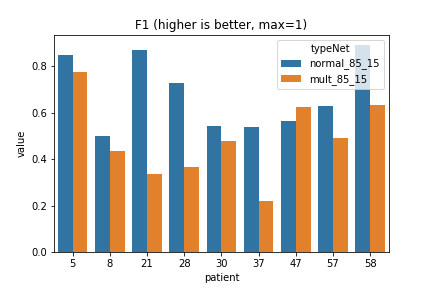 F1 (higher is better, max=1)
typeNet
normal_85_15
mult_85_15
value
0.8
0.6
0.4
0.2
0.0
5 8 21 28 30 37 47 57 58
patient